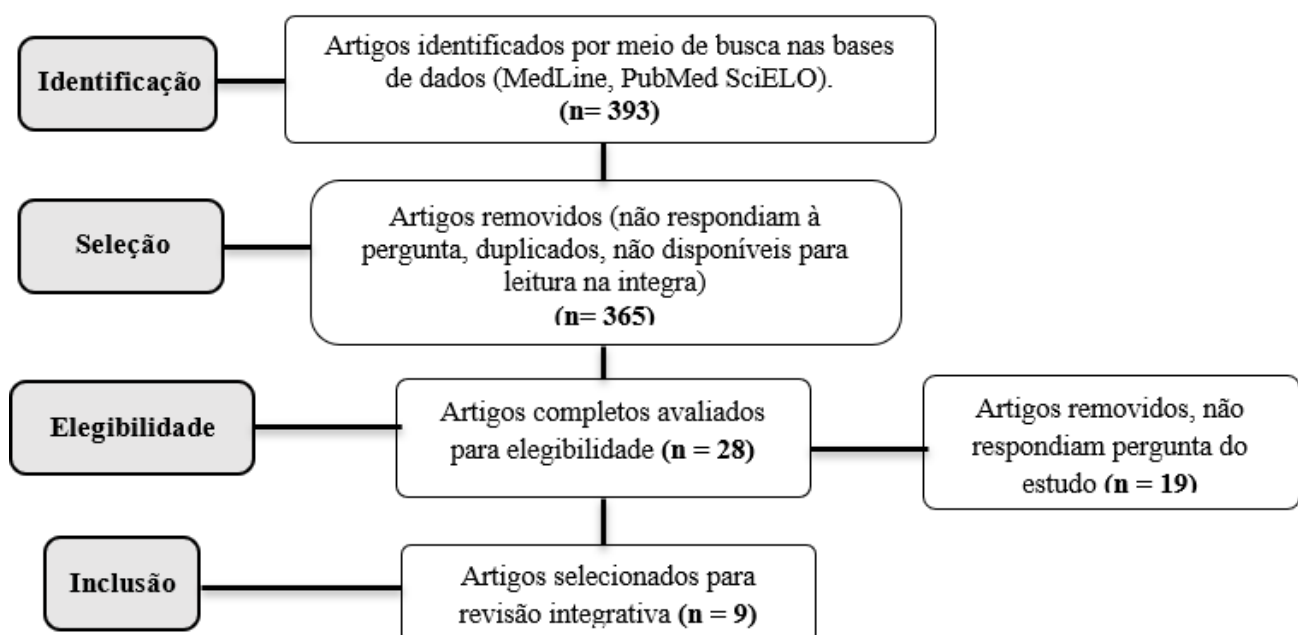 Identificação
Artigos identificados por meio de busca nas bases
de dados (MedLine, PubMed SciELO).
(n= 393)
Seleção
Artigos removidos (não respondiam à
pergunta, duplicados, não disponíveis para
leitura na integra)
(n= 365)
Elegibilidade
Artigos completos avaliados
para elegibilidade (n = 28)
Artigos removidos, não
respondiam pergunta do
estudo (n = 19)
Inclusão
Artigos selecionados para
revisão integrativa (n = 9)